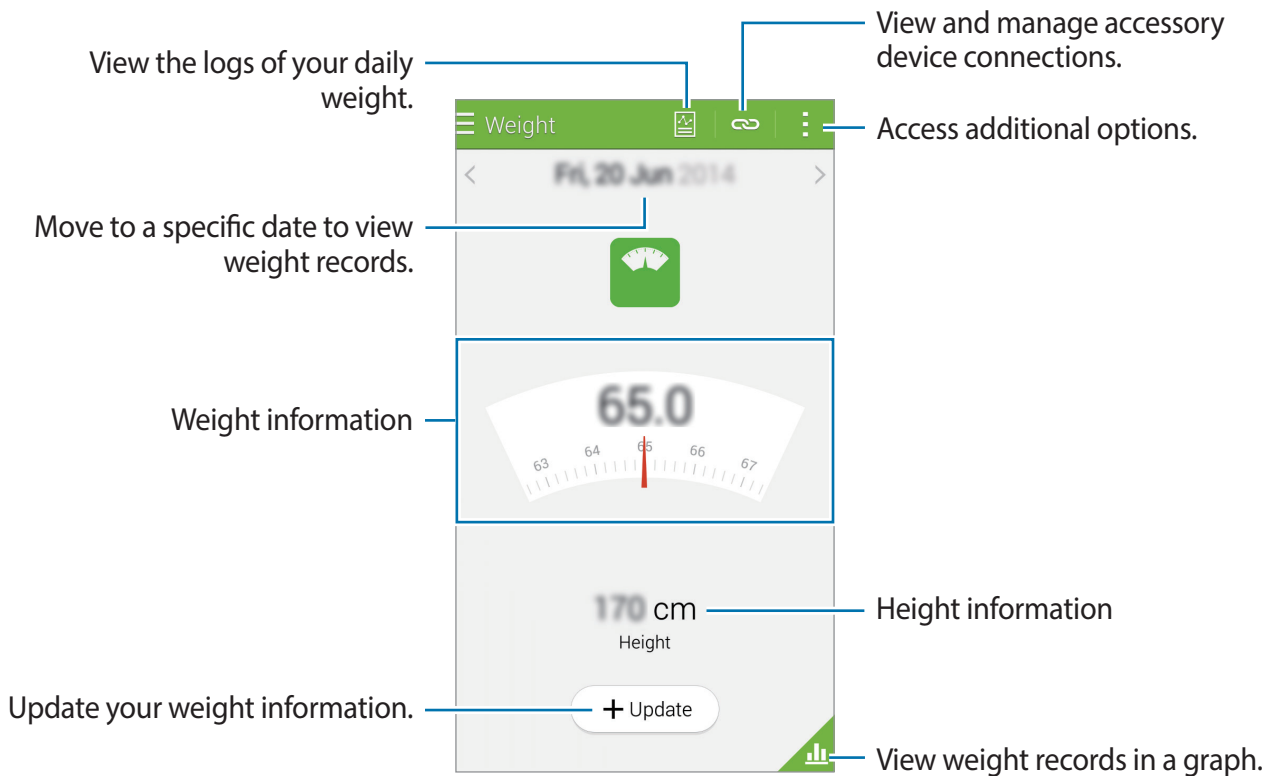 View and manage accessory
device connections.
View the logs of your daily
weight.
Weight
Access additional options.
Fri, 20 Jun 2014
Move to a specific date to view
weight records.
65.0
Weight information
63 64 65 66 67
170 cm
Height information
Height
Update your weight information.
Update
View weight records in a graph.